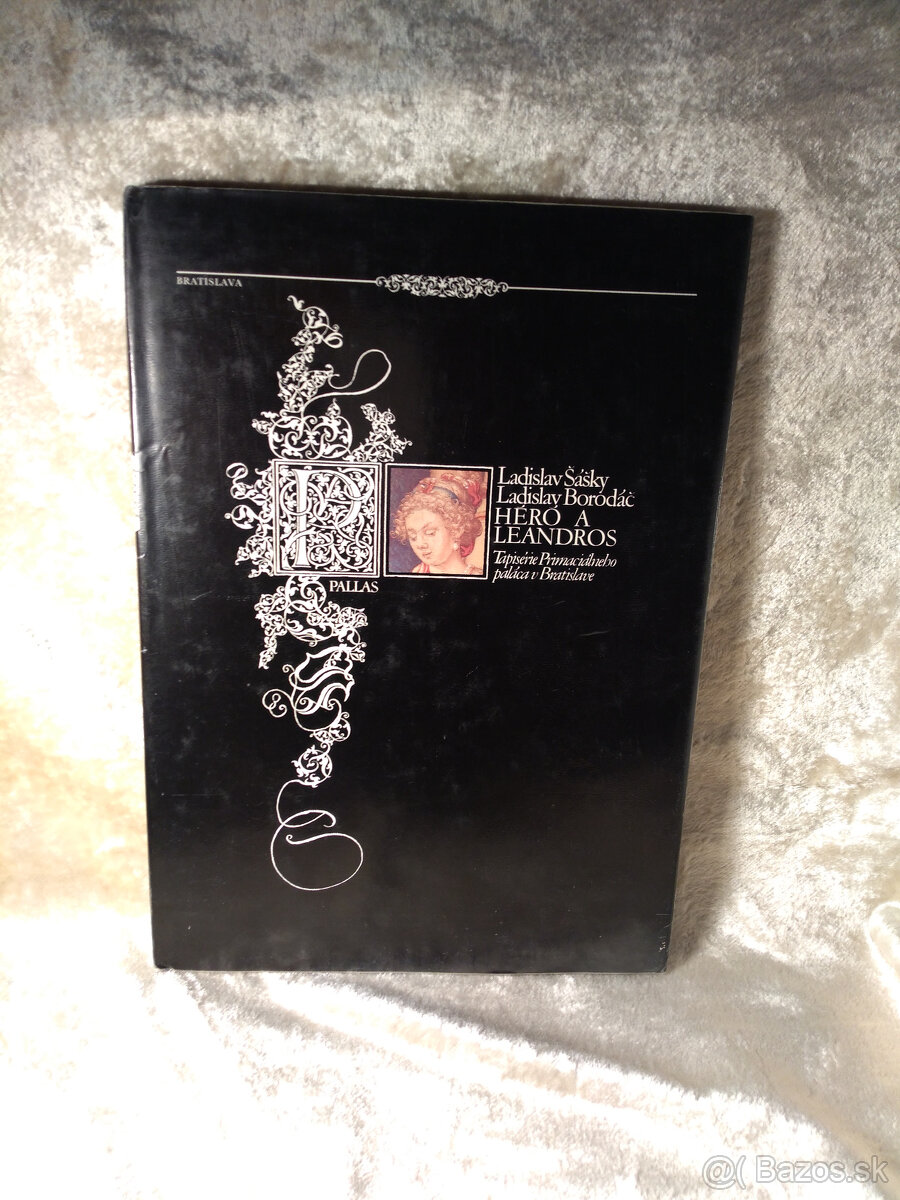 BRATISLAVA
P
PALLAS
Ladislav Šášky
Ladislav Borodáč
HÉRÓ A
LEANDROS
Tapisérie Primaciálneho
paláca v Bratislave
@( Bazos.sk